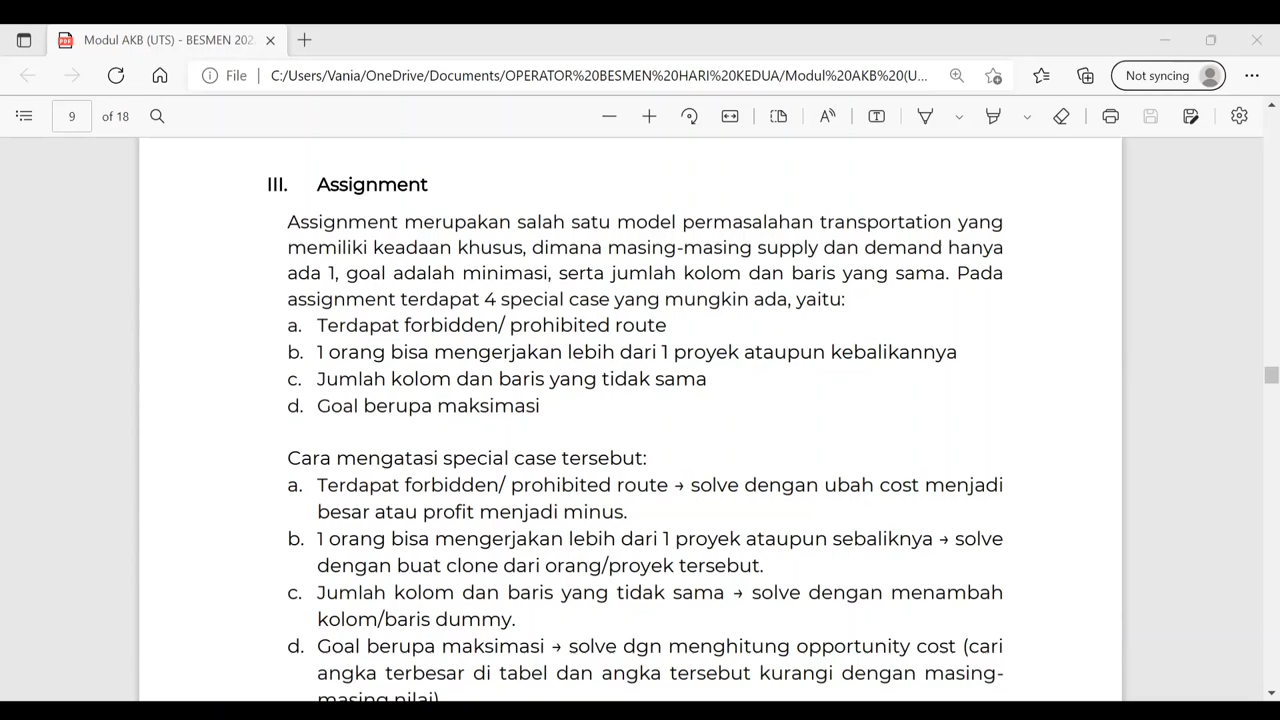 Modul AKB (UTS) - BESMEN 202
File
C:/Users/Vania/OneDrive/Documents/OPERATOR%20BESMEN%20HARI%20KEDUA/Modul%20AKB%20(U...
Not syncing
9 of 18
III. Assignment
Assignment merupakan salah satu model permasalahan transportation yang
memiliki keadaan khusus, dimana masing-masing supply dan demand hanya
ada 1, goal adalah minimasi, serta jumlah kolom dan baris yang sama. Pada
assignment terdapat 4 special case yang mungkin ada, yaitu:
a. Terdapat forbidden/ prohibited route
b. 1 orang bisa mengerjakan lebih dari 1 proyek ataupun kebalikannya
c. Jumlah kolom dan baris yang tidak sama
d. Goal berupa maksimasi
Cara mengatasi special case tersebut:
a. Terdapat forbidden/ prohibited route → solve dengan ubah cost menjadi
besar atau profit menjadi minus.
b. 1 orang bisa mengerjakan lebih dari 1 proyek ataupun sebaliknya → solve
dengan buat clone dari orang/proyek tersebut.
c. Jumlah kolom dan baris yang tidak sama → solve dengan menambah
kolom/baris dummy.
d. Goal berupa maksimasi → solve dgn menghitung opportunity cost (cari
angka terbesar di tabel dan angka tersebut kurangi dengan masing-
masing nilai)